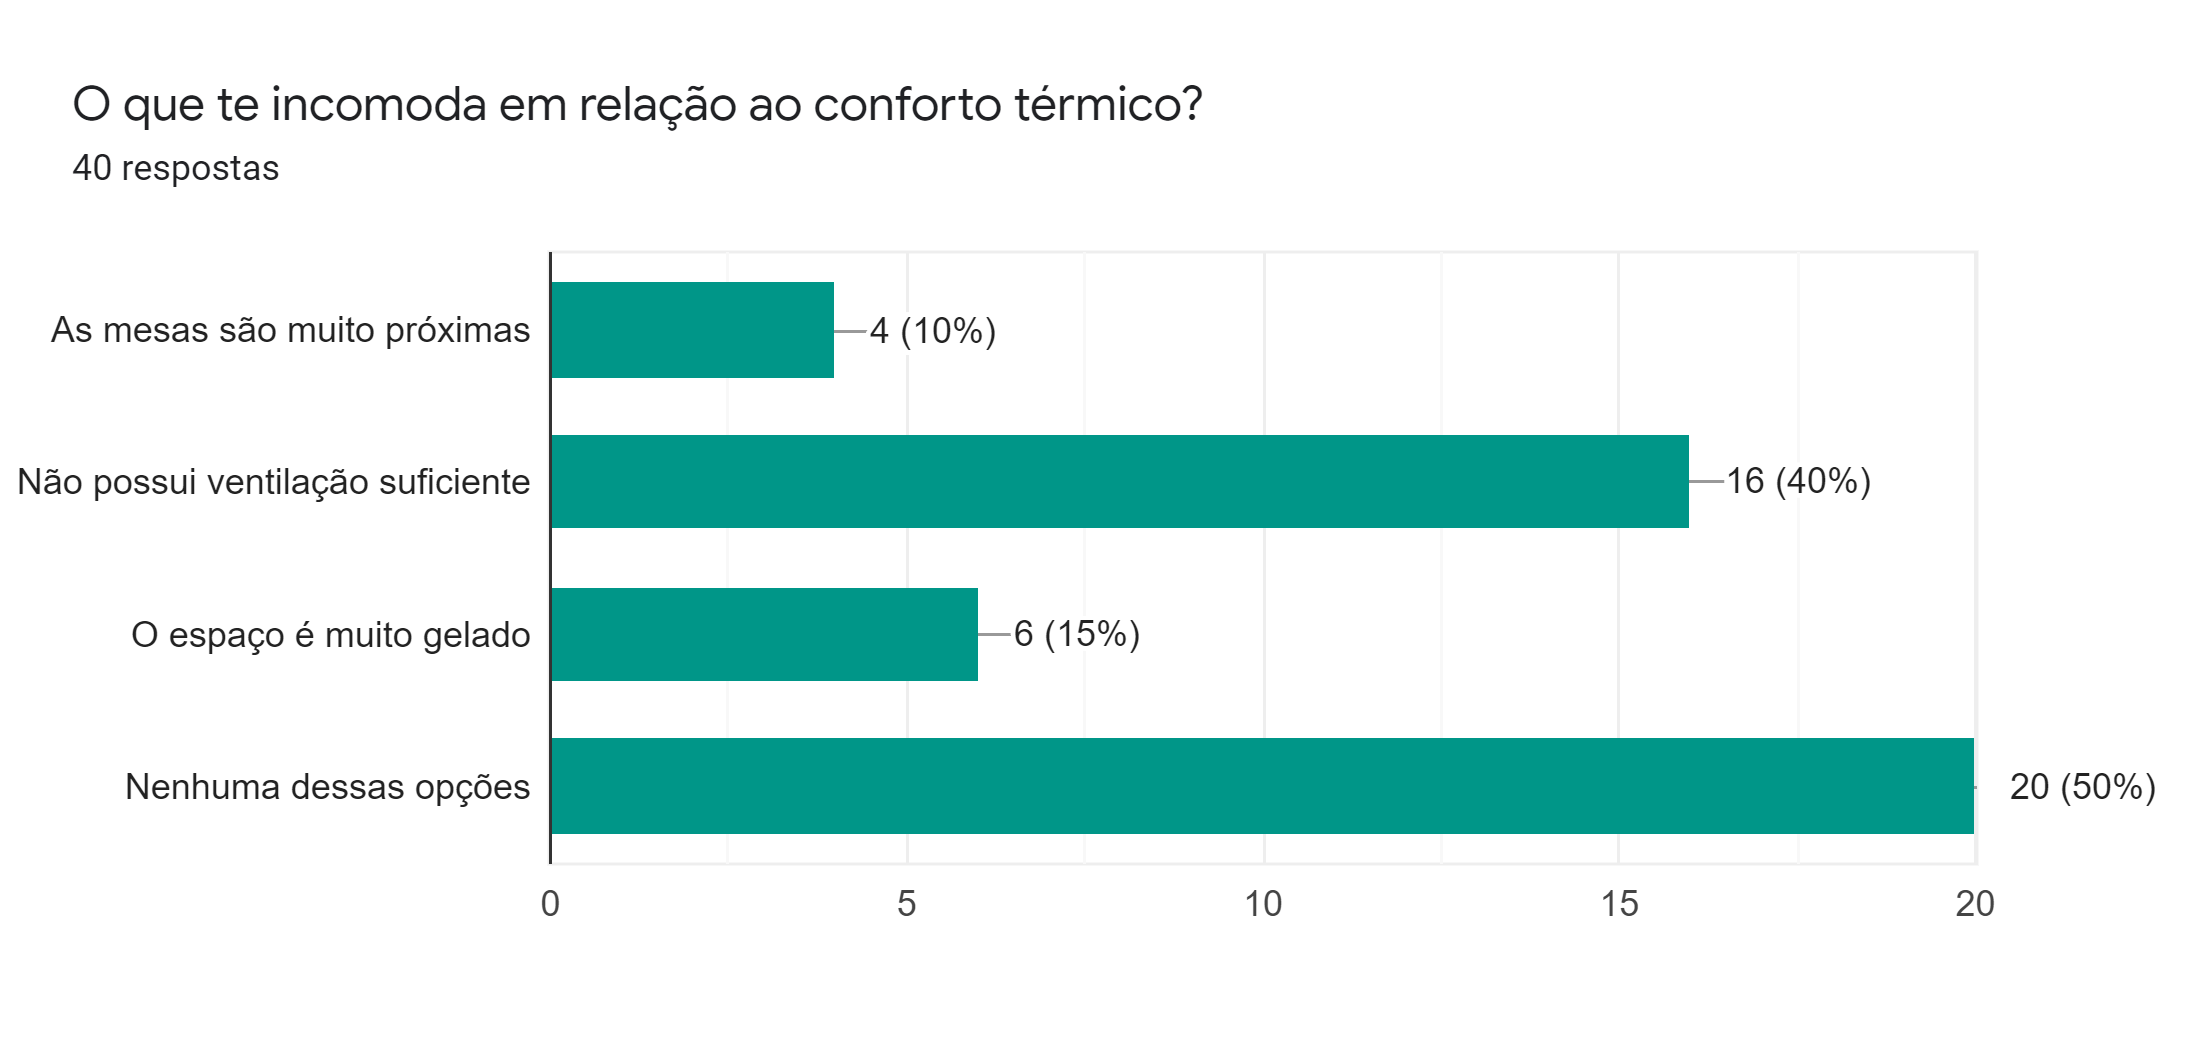 O que te incomoda em relação ao conforto térmico?
40 respostas
As mesas são muito próximas
4 (10%)
Não possui ventilação suficiente
16 (40%)
O espaço é muito gelado
6 (15%)
Nenhuma dessas opções
20 (50%)
0 5 10 15 20